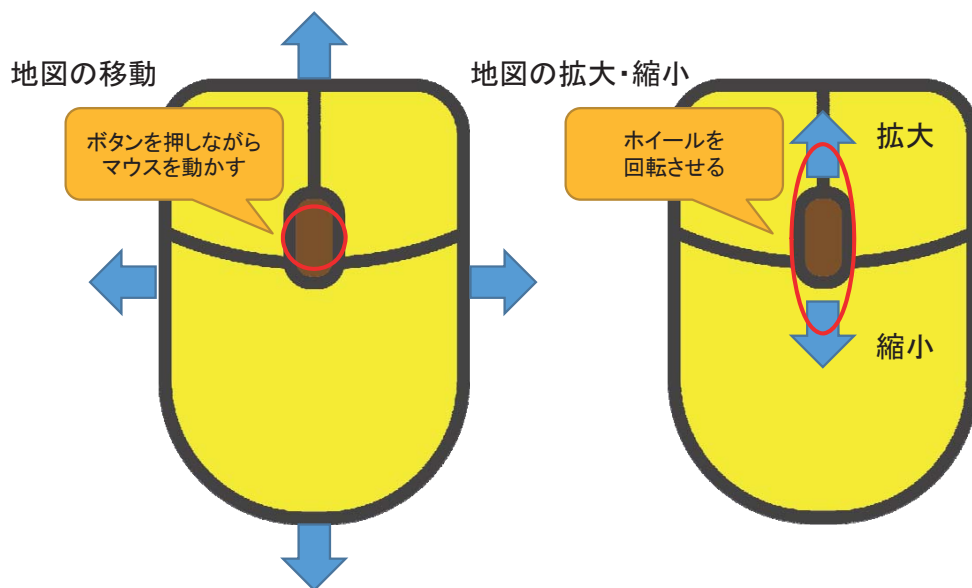 地図の移動
ボタンを押しながら
マウスを動かす
地図の拡大・縮小
ホイールを
回転させる
拡大
縮小